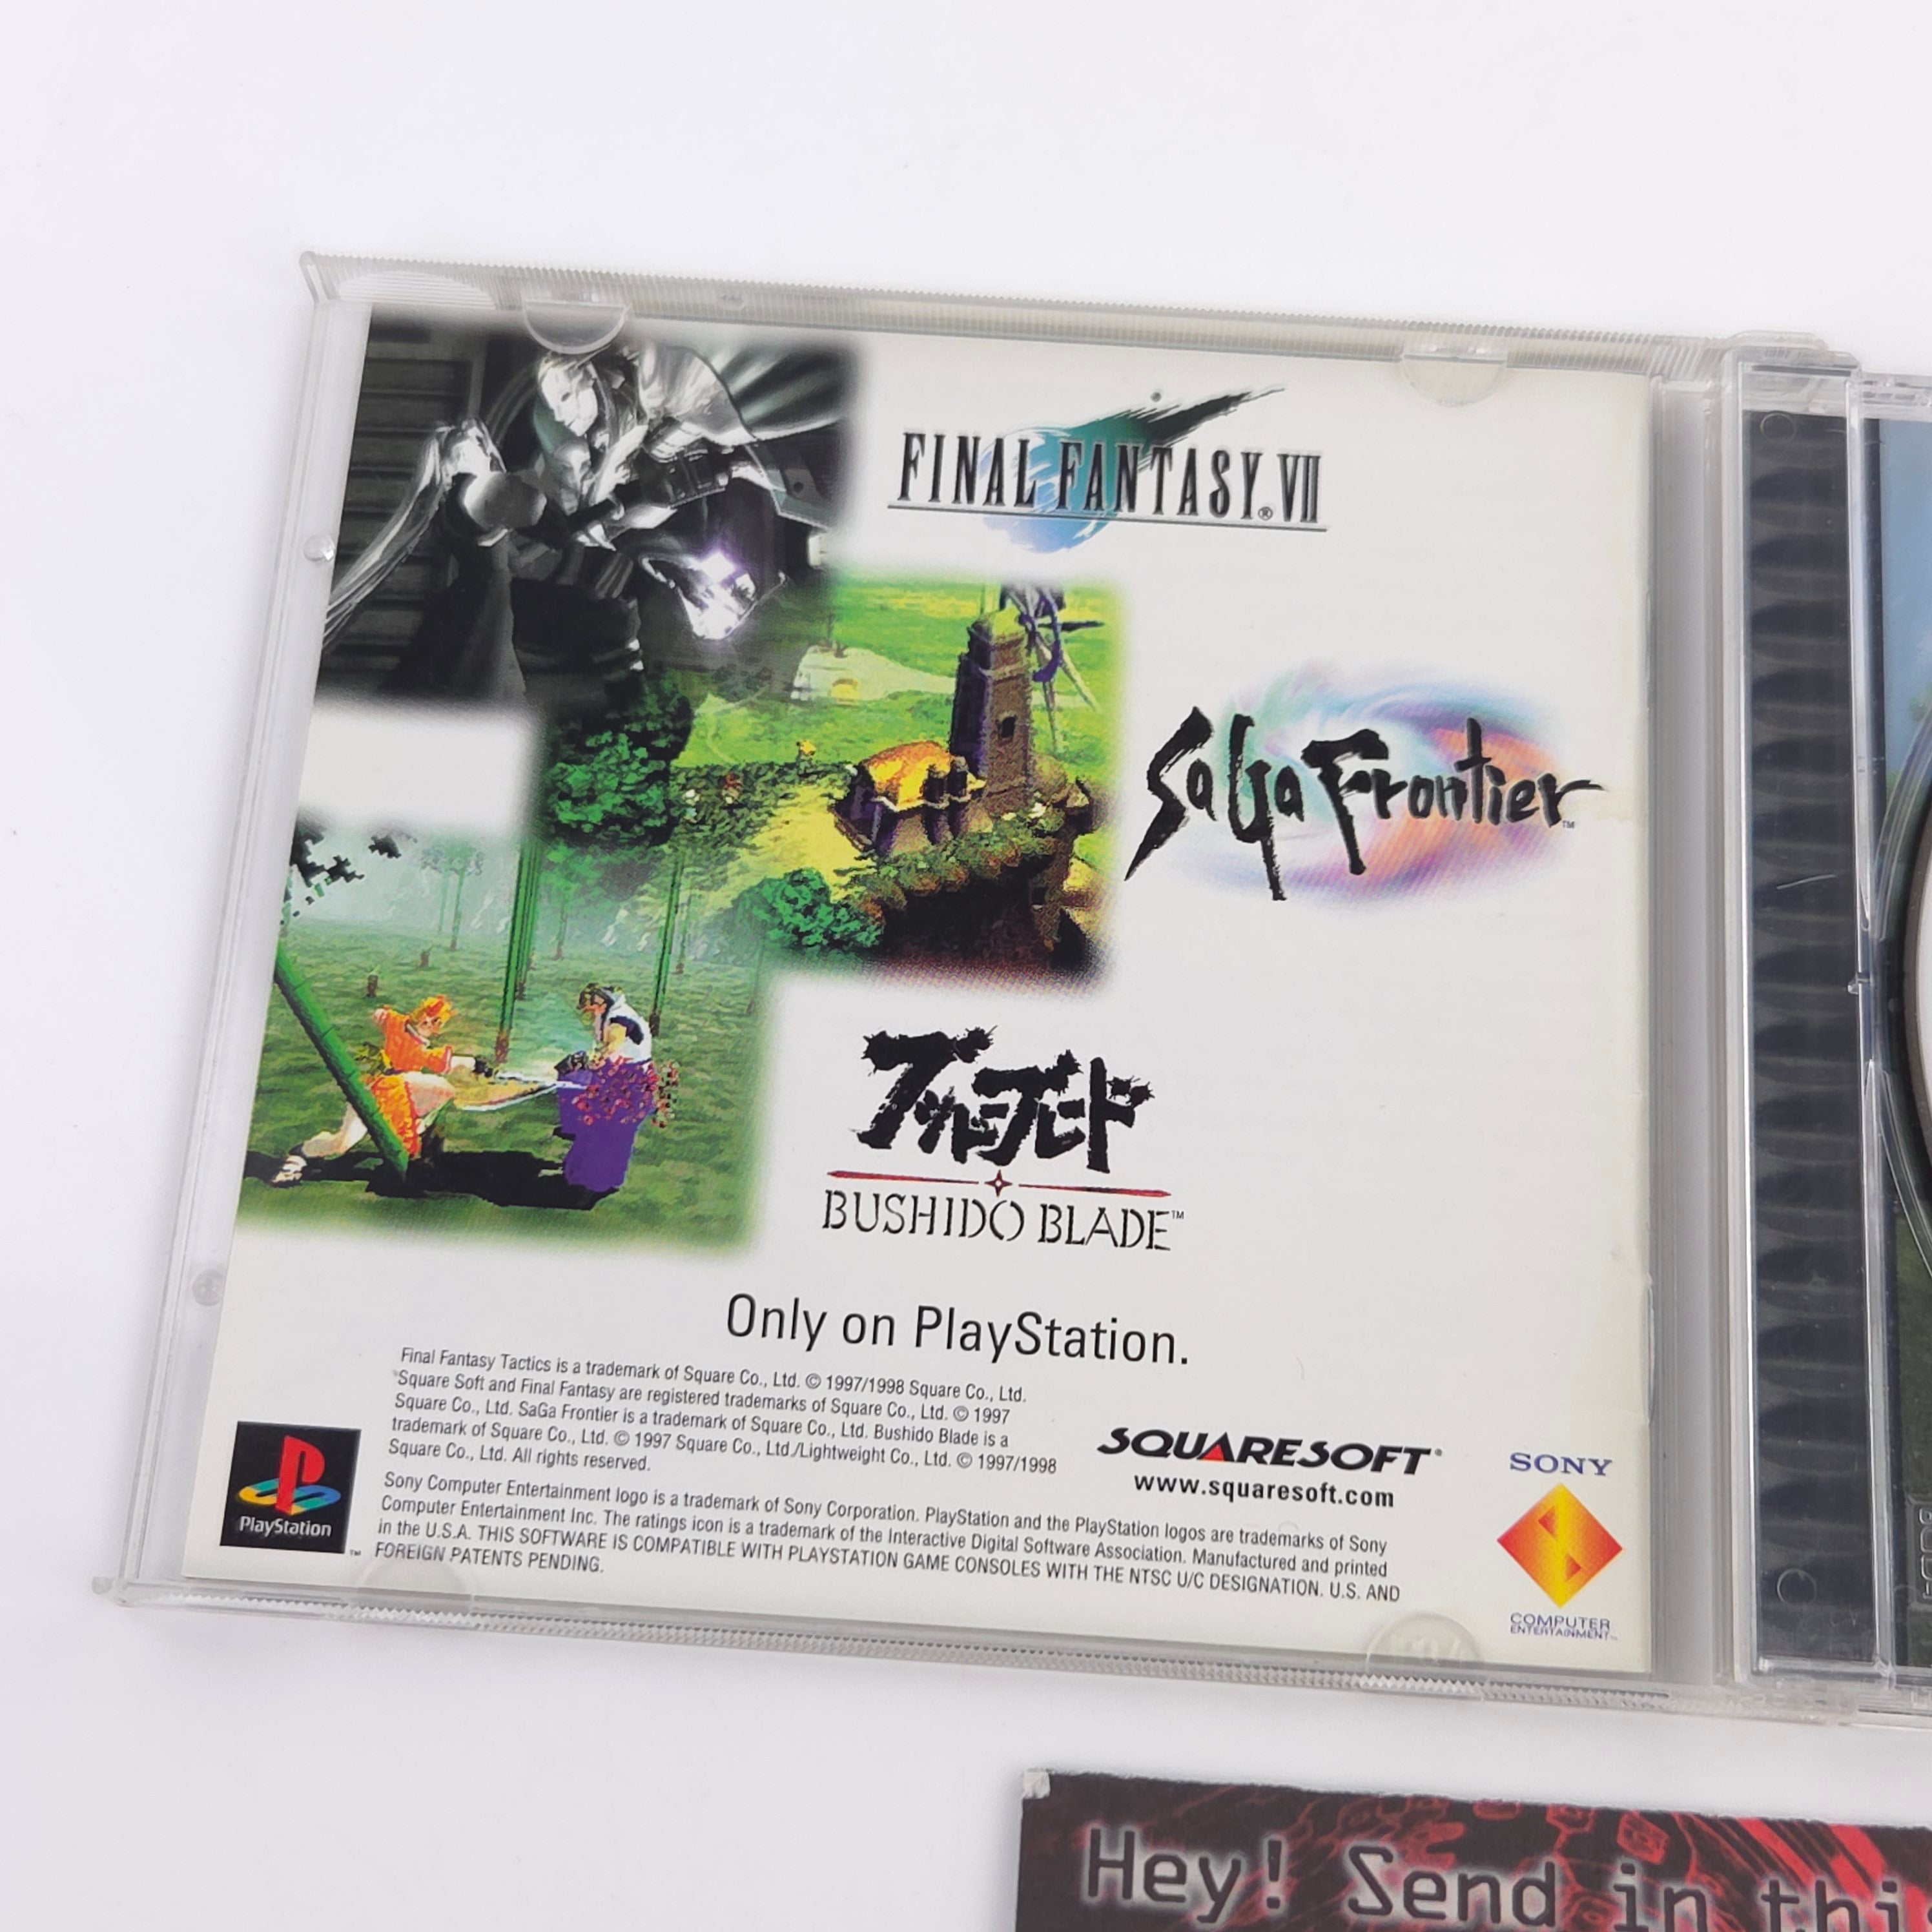 FINAL FANTASY® VII
SaGa Frontier™
ブシドーブレード
BUSHIDO BLADE™
Only on PlayStation.
Final Fantasy Tactics is a trademark of Square Co., Ltd. © 1997/1998 Square Co., Ltd.
Square Soft and Final Fantasy are registered trademarks of Square Co., Ltd. © 1997
Square Co., Ltd. SaGa Frontier is a trademark of Square Co., Ltd. Bushido Blade is a
trademark of Square Co., Ltd. © 1997 Square Co., Ltd./Lightweight Co., Ltd. © 1997/1998
Square Co., Ltd. All rights reserved.
SQUARESOFT®
www.squaresoft.com
Sony Computer Entertainment logo is a trademark of Sony Corporation. PlayStation and the PlayStation logos are trademarks of Sony
Computer Entertainment Inc. The ratings icon is a trademark of the Interactive Digital Software Association. Manufactured and printed
in the U.S.A. THIS SOFTWARE IS COMPATIBLE WITH PLAYSTATION GAME CONSOLES WITH THE NTSC U/C DESIGNATION. U.S. AND
FOREIGN PATENTS PENDING.
PlayStation™
SONY
COMPUTER
ENTERTAINMENT™
Hey! Send in